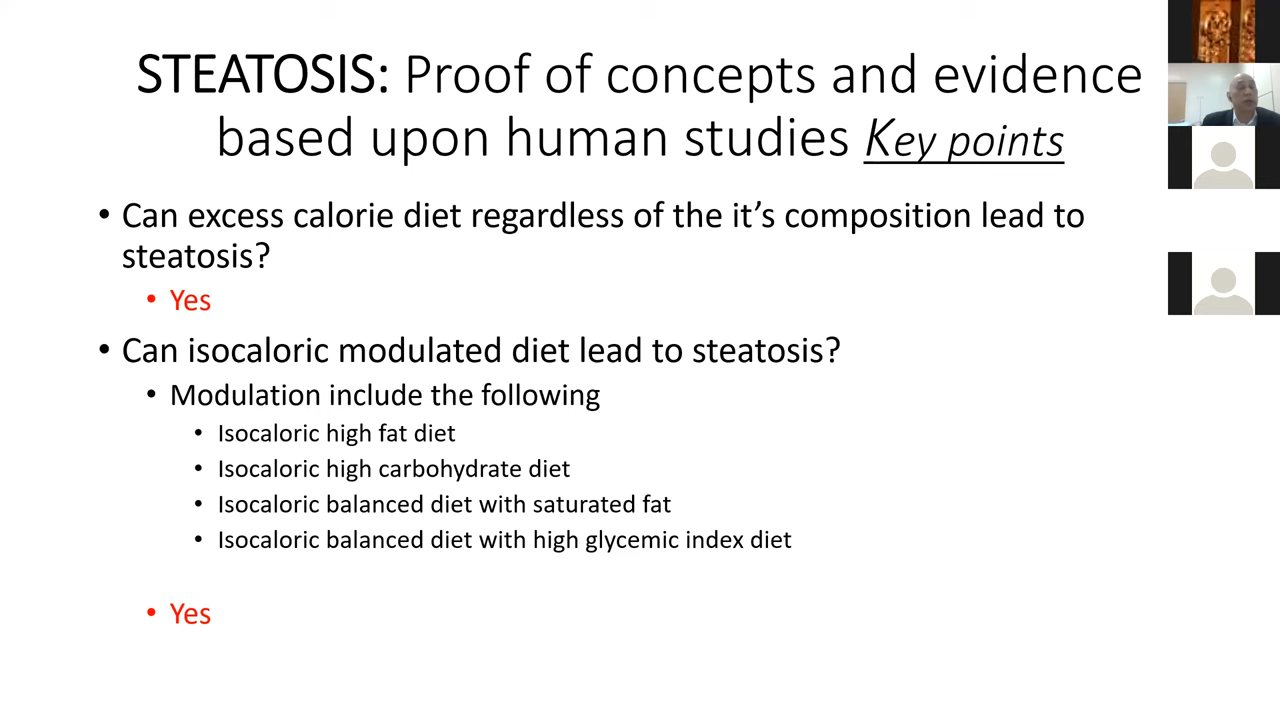 STEATOSIS: Proof of concepts and evidence
based upon human studies Key points
• Can excess calorie diet regardless of the it’s composition lead to
steatosis?
• Yes
• Can isocaloric modulated diet lead to steatosis?
• Modulation include the following
• Isocaloric high fat diet
• Isocaloric high carbohydrate diet
• Isocaloric balanced diet with saturated fat
• Isocaloric balanced diet with high glycemic index diet
• Yes